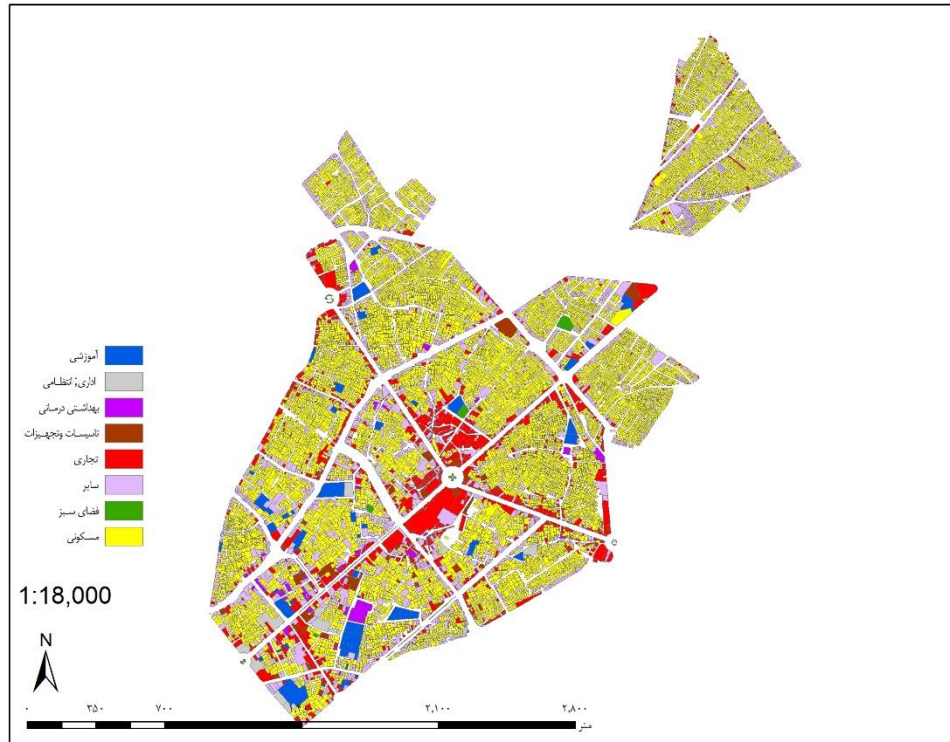 آموزشی
اداری; انتظامی
بهداشتی درمانی
تاسیسات وتجهیزات
تجاری
سایر
فضای سبز
مسکونی
1:18,000
N
۰ ۳۵۰ ۷۰۰ ۲,۱۰۰ ۲,۸۰۰
متر